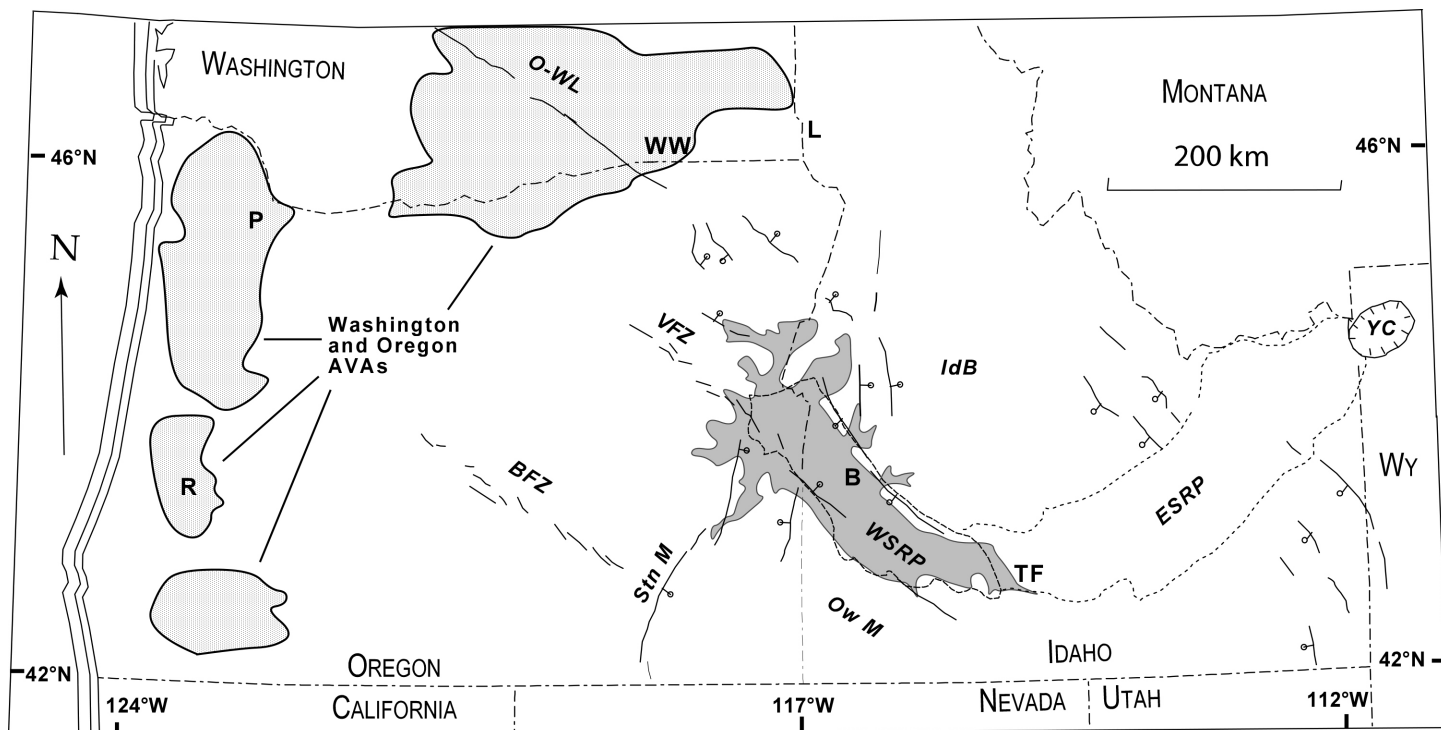 WASHINGTON
O-WL
MONTANA
L
WW
46°N
46°N
200 km
P
N
Washington
and Oregon
AVAs
VFZ
YC
IdB
BFZ
B
R
WY
ESRP
WSRP
Stn M
TF
Ow M
OREGON
IDAHO
42°N
42°N
CALIFORNIA
NEVADA
UTAH
124°W
117°W
112°W